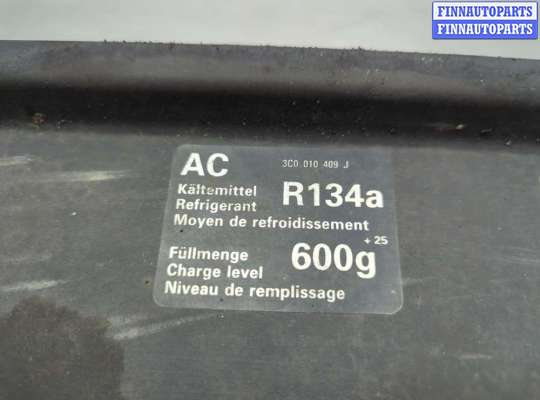 FINNAUTOPARTS
FINNAUTOPARTS
AC 3C0 010 409 J
Kältemittel
Refrigerant R134a
Moyen de refroidissement
Füllmenge 600g + 25
Charge level
Niveau de remplissage